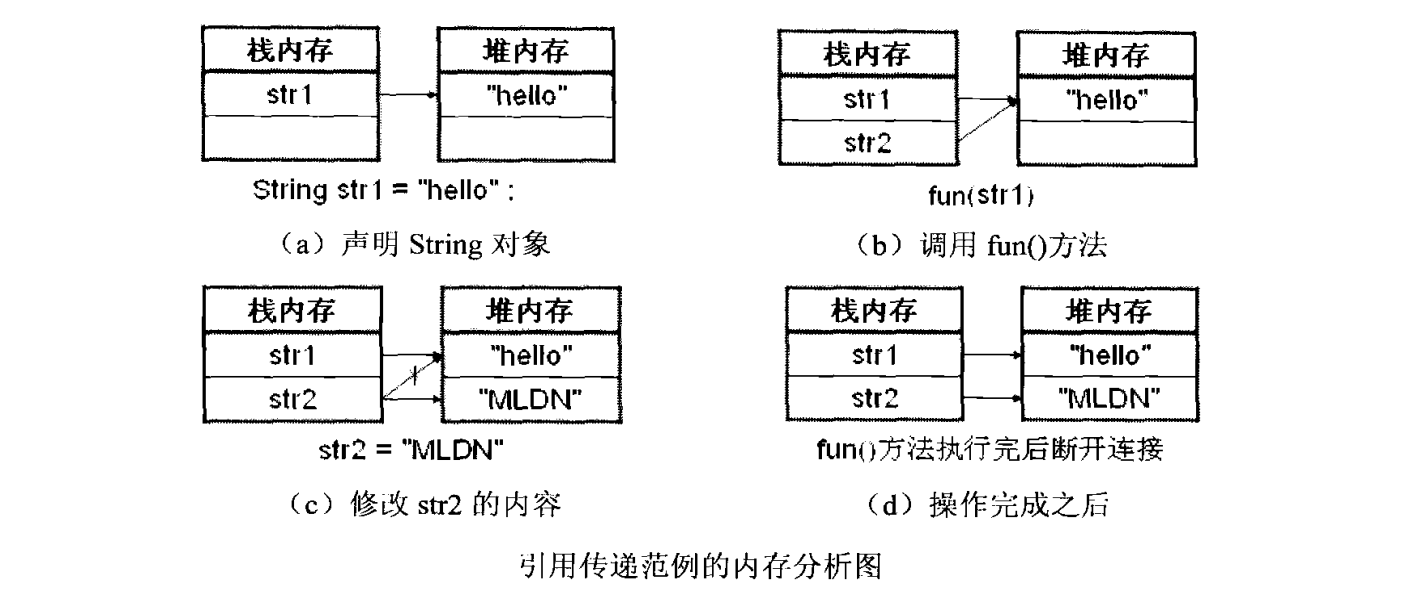 栈内存 堆内存
str1 "hello"
String str1 = "hello" ;
（a）声明 String 对象
栈内存 堆内存
str1 "hello"
str2
fun(str1)
（b）调用 fun()方法
栈内存 堆内存
str1 "hello"
str2 "MLDN"
str2 = "MLDN"
（c）修改 str2 的内容
栈内存 堆内存
str1 "hello"
str2 "MLDN"
fun()方法执行完后断开连接
（d）操作完成之后
引用传递范例的内存分析图